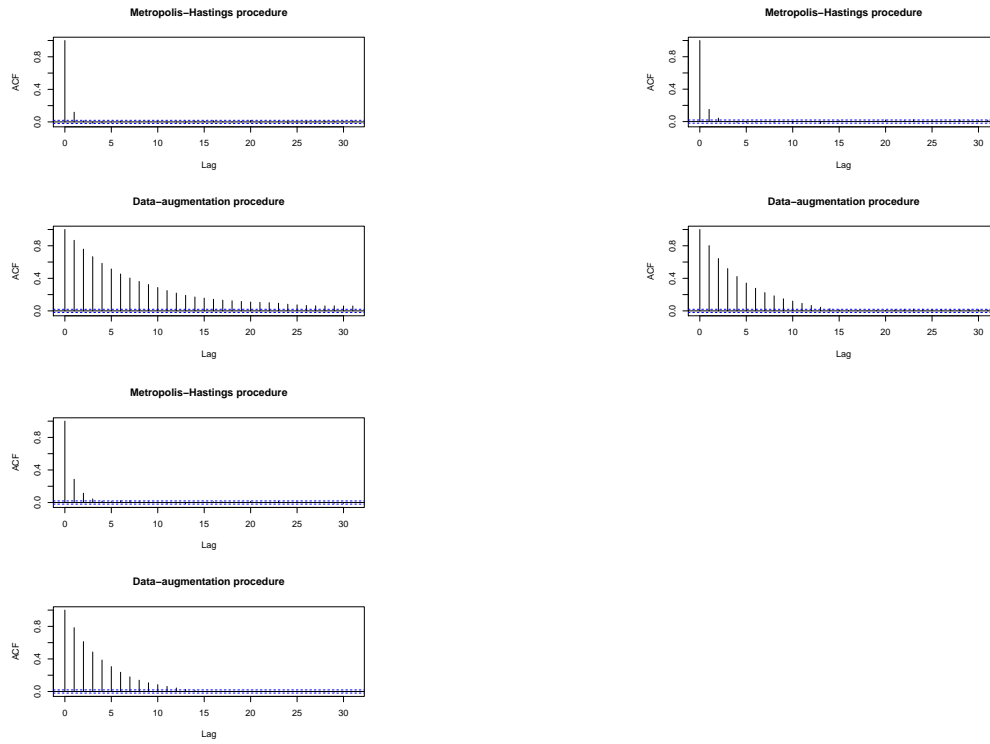 Metropolis−Hastings procedure
ACF
0.0 0.4 0.8
0 5 10 15 20 25 30
Lag
Metropolis−Hastings procedure
ACF
0.0 0.4 0.8
0 5 10 15 20 25 30
Lag
Data−augmentation procedure
ACF
0.0 0.4 0.8
0 5 10 15 20 25 30
Lag
Data−augmentation procedure
ACF
0.0 0.4 0.8
0 5 10 15 20 25 30
Lag
Metropolis−Hastings procedure
ACF
0.0 0.4 0.8
0 5 10 15 20 25 30
Lag
Data−augmentation procedure
ACF
0.0 0.4 0.8
0 5 10 15 20 25 30
Lag